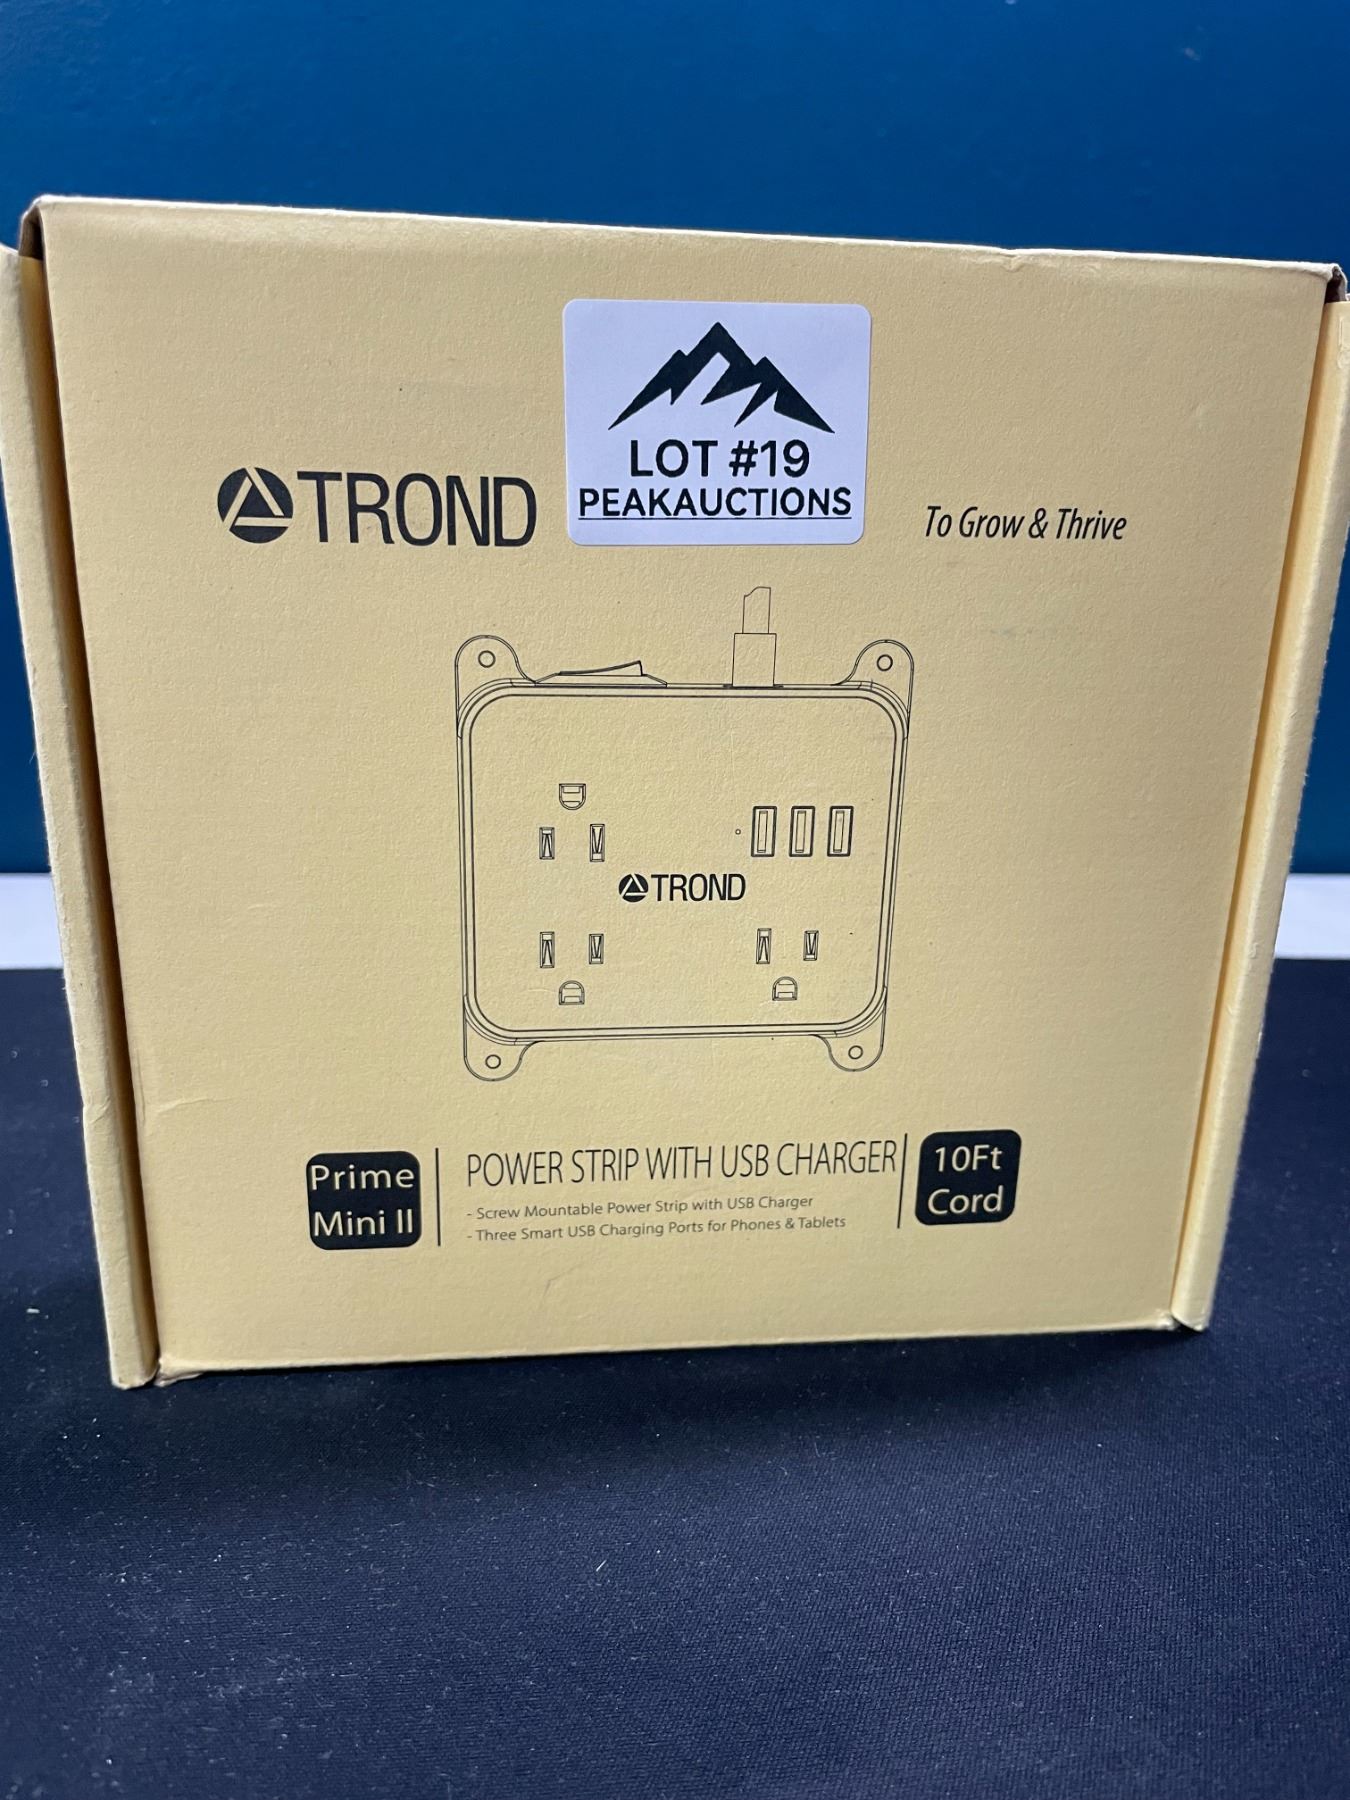 LOT #19
PEAKAUCTIONS
TROND
To Grow & Thrive
TROND
Prime
Mini II
POWER STRIP WITH USB CHARGER
- Screw Mountable Power Strip with USB Charger
- Three Smart USB Charging Ports for Phones & Tablets
10Ft
Cord